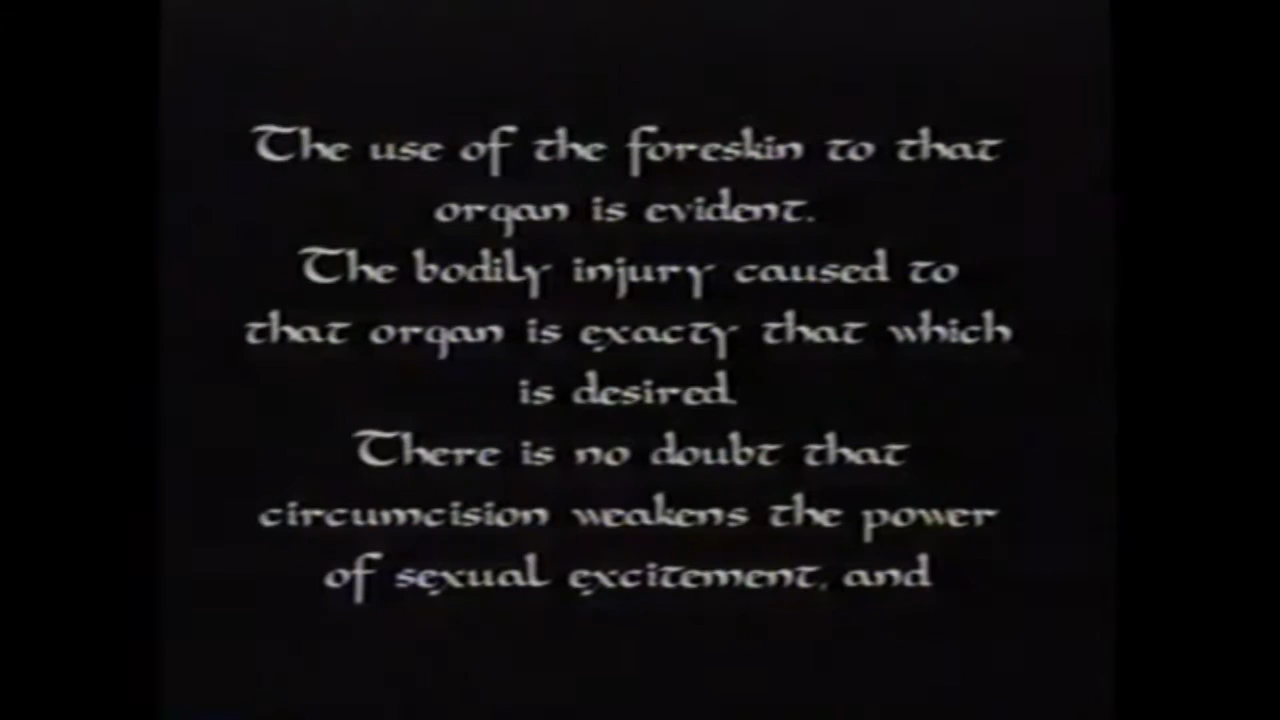 The use of the foreskin to that
organ is evident.
The bodily injury caused to
that organ is exacty that which
is desired.
There is no doubt that
circumcision weakens the power
of sexual excitement, and